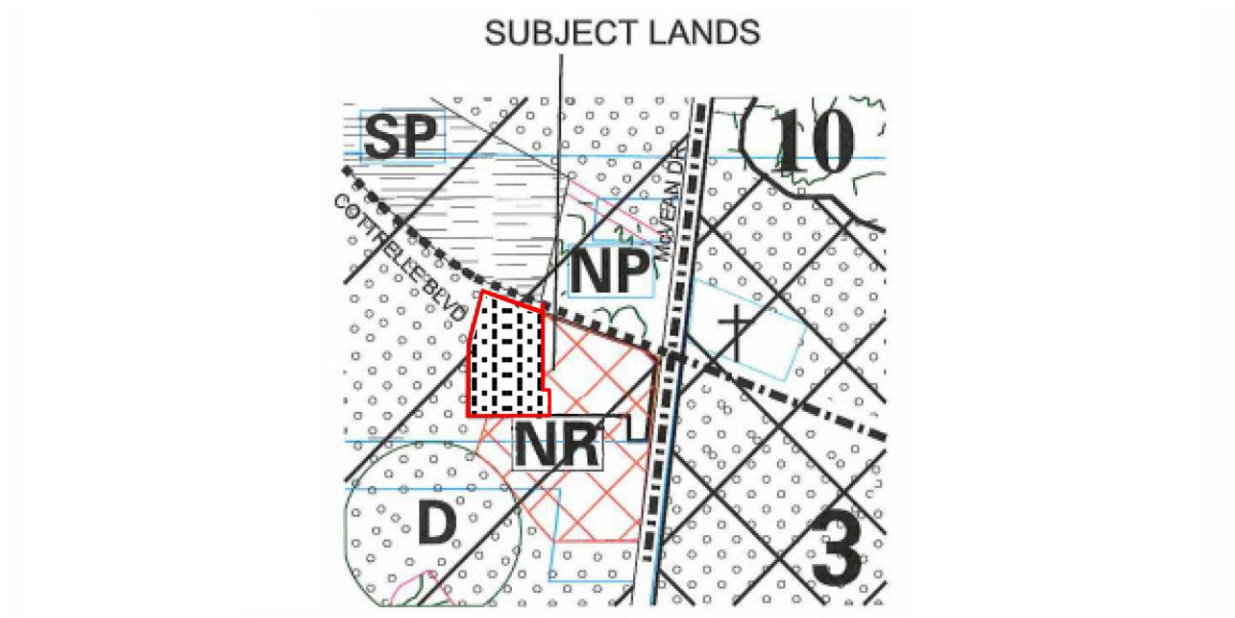 SUBJECT LANDS
SP
10
McVEAN DR
COTTRELLE BLVD
NP
NR
D
3